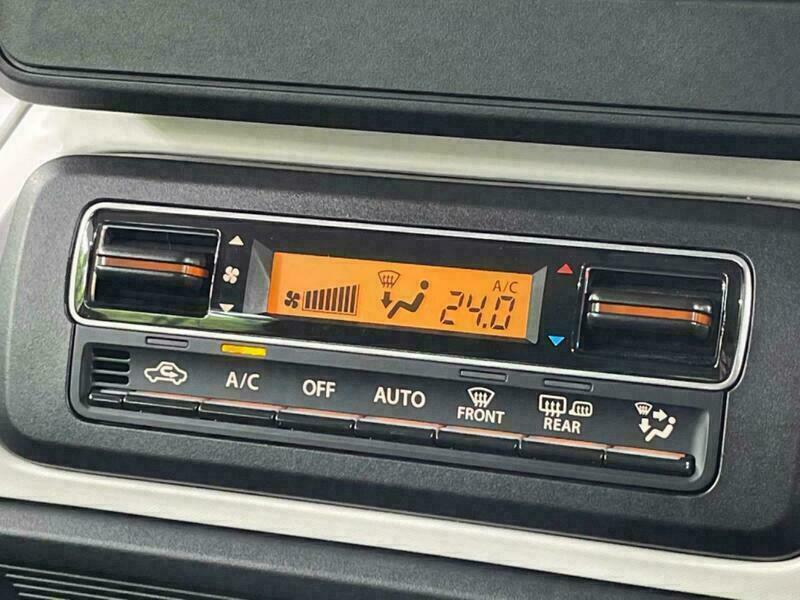 A/C
24.0
A/C
OFF
AUTO
FRONT
REAR